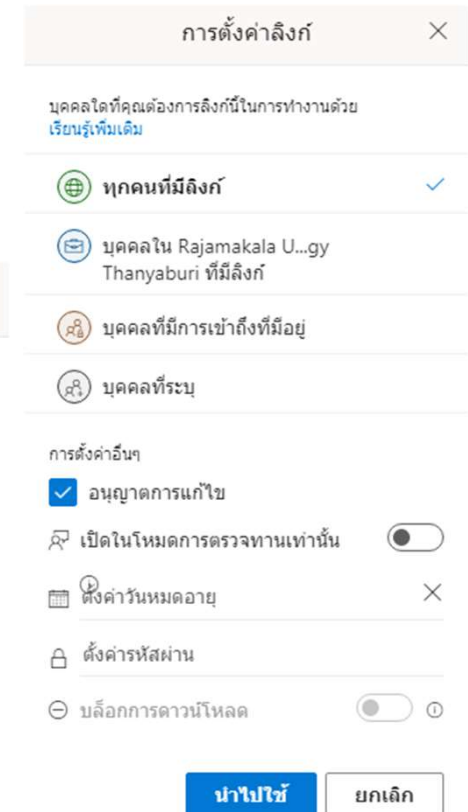 การตั้งค่าลิงก์
บุคคลใดที่คุณต้องการลิงก์นี้ในการทำงานด้วย
เรียนรู้เพิ่มเติม
ทุกคนที่มีลิงก์
บุคคลใน Rajamakala U...gy
Thanyaburi ที่มีลิงก์
บุคคลที่มีการเข้าถึงที่มีอยู่
บุคคลที่ระบุ
การตั้งค่าอื่นๆ
อนุญาตการแก้ไข
เปิดในโหมดการตรวจทานเท่านั้น
ตั้งค่าวันหมดอายุ
ตั้งค่ารหัสผ่าน
บล็อกการดาวน์โหลด
นำไปใช้
ยกเลิก